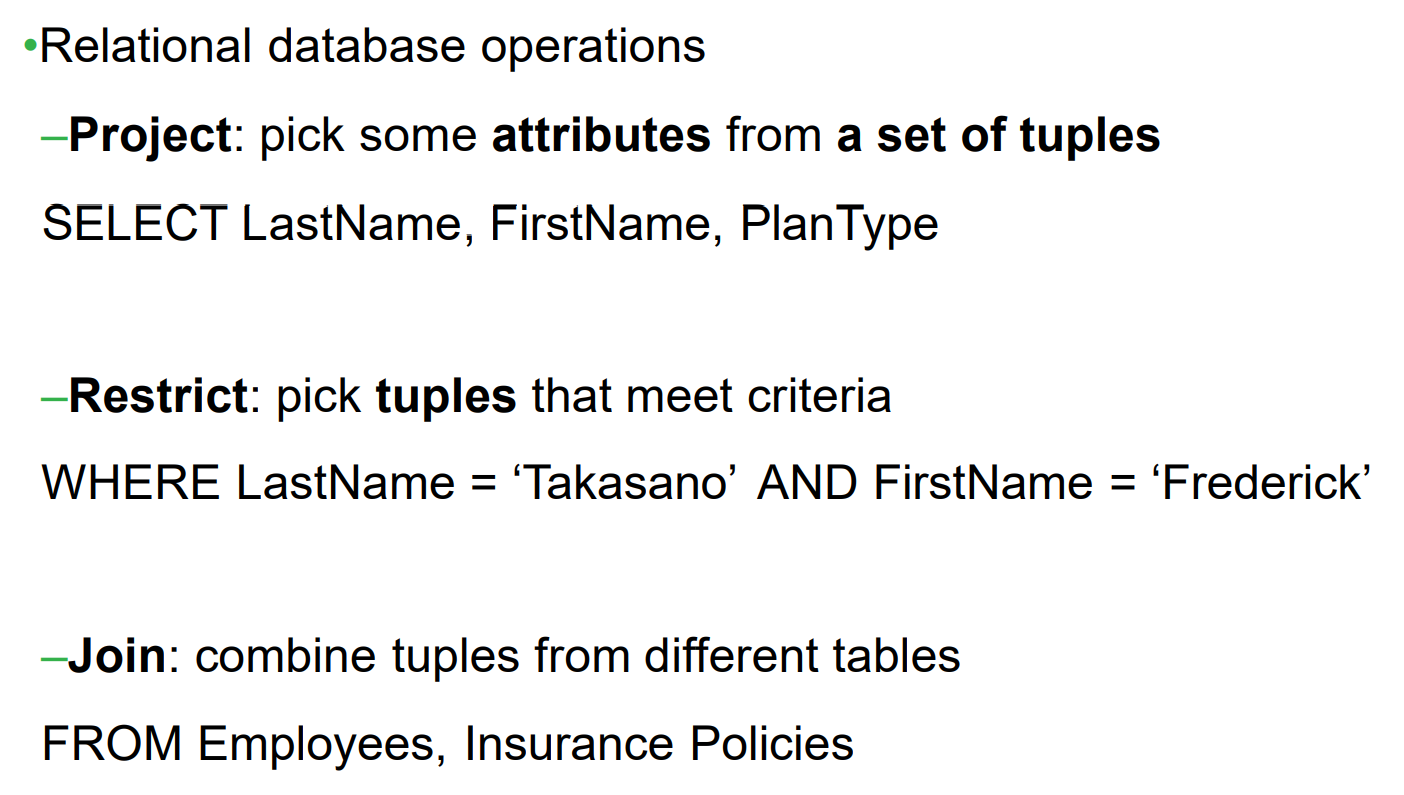 •Relational database operations
–Project: pick some attributes from a set of tuples
SELECT LastName, FirstName, PlanType
–Restrict: pick tuples that meet criteria
WHERE LastName = ‘Takasano’ AND FirstName = ‘Frederick’
–Join: combine tuples from different tables
FROM Employees, Insurance Policies